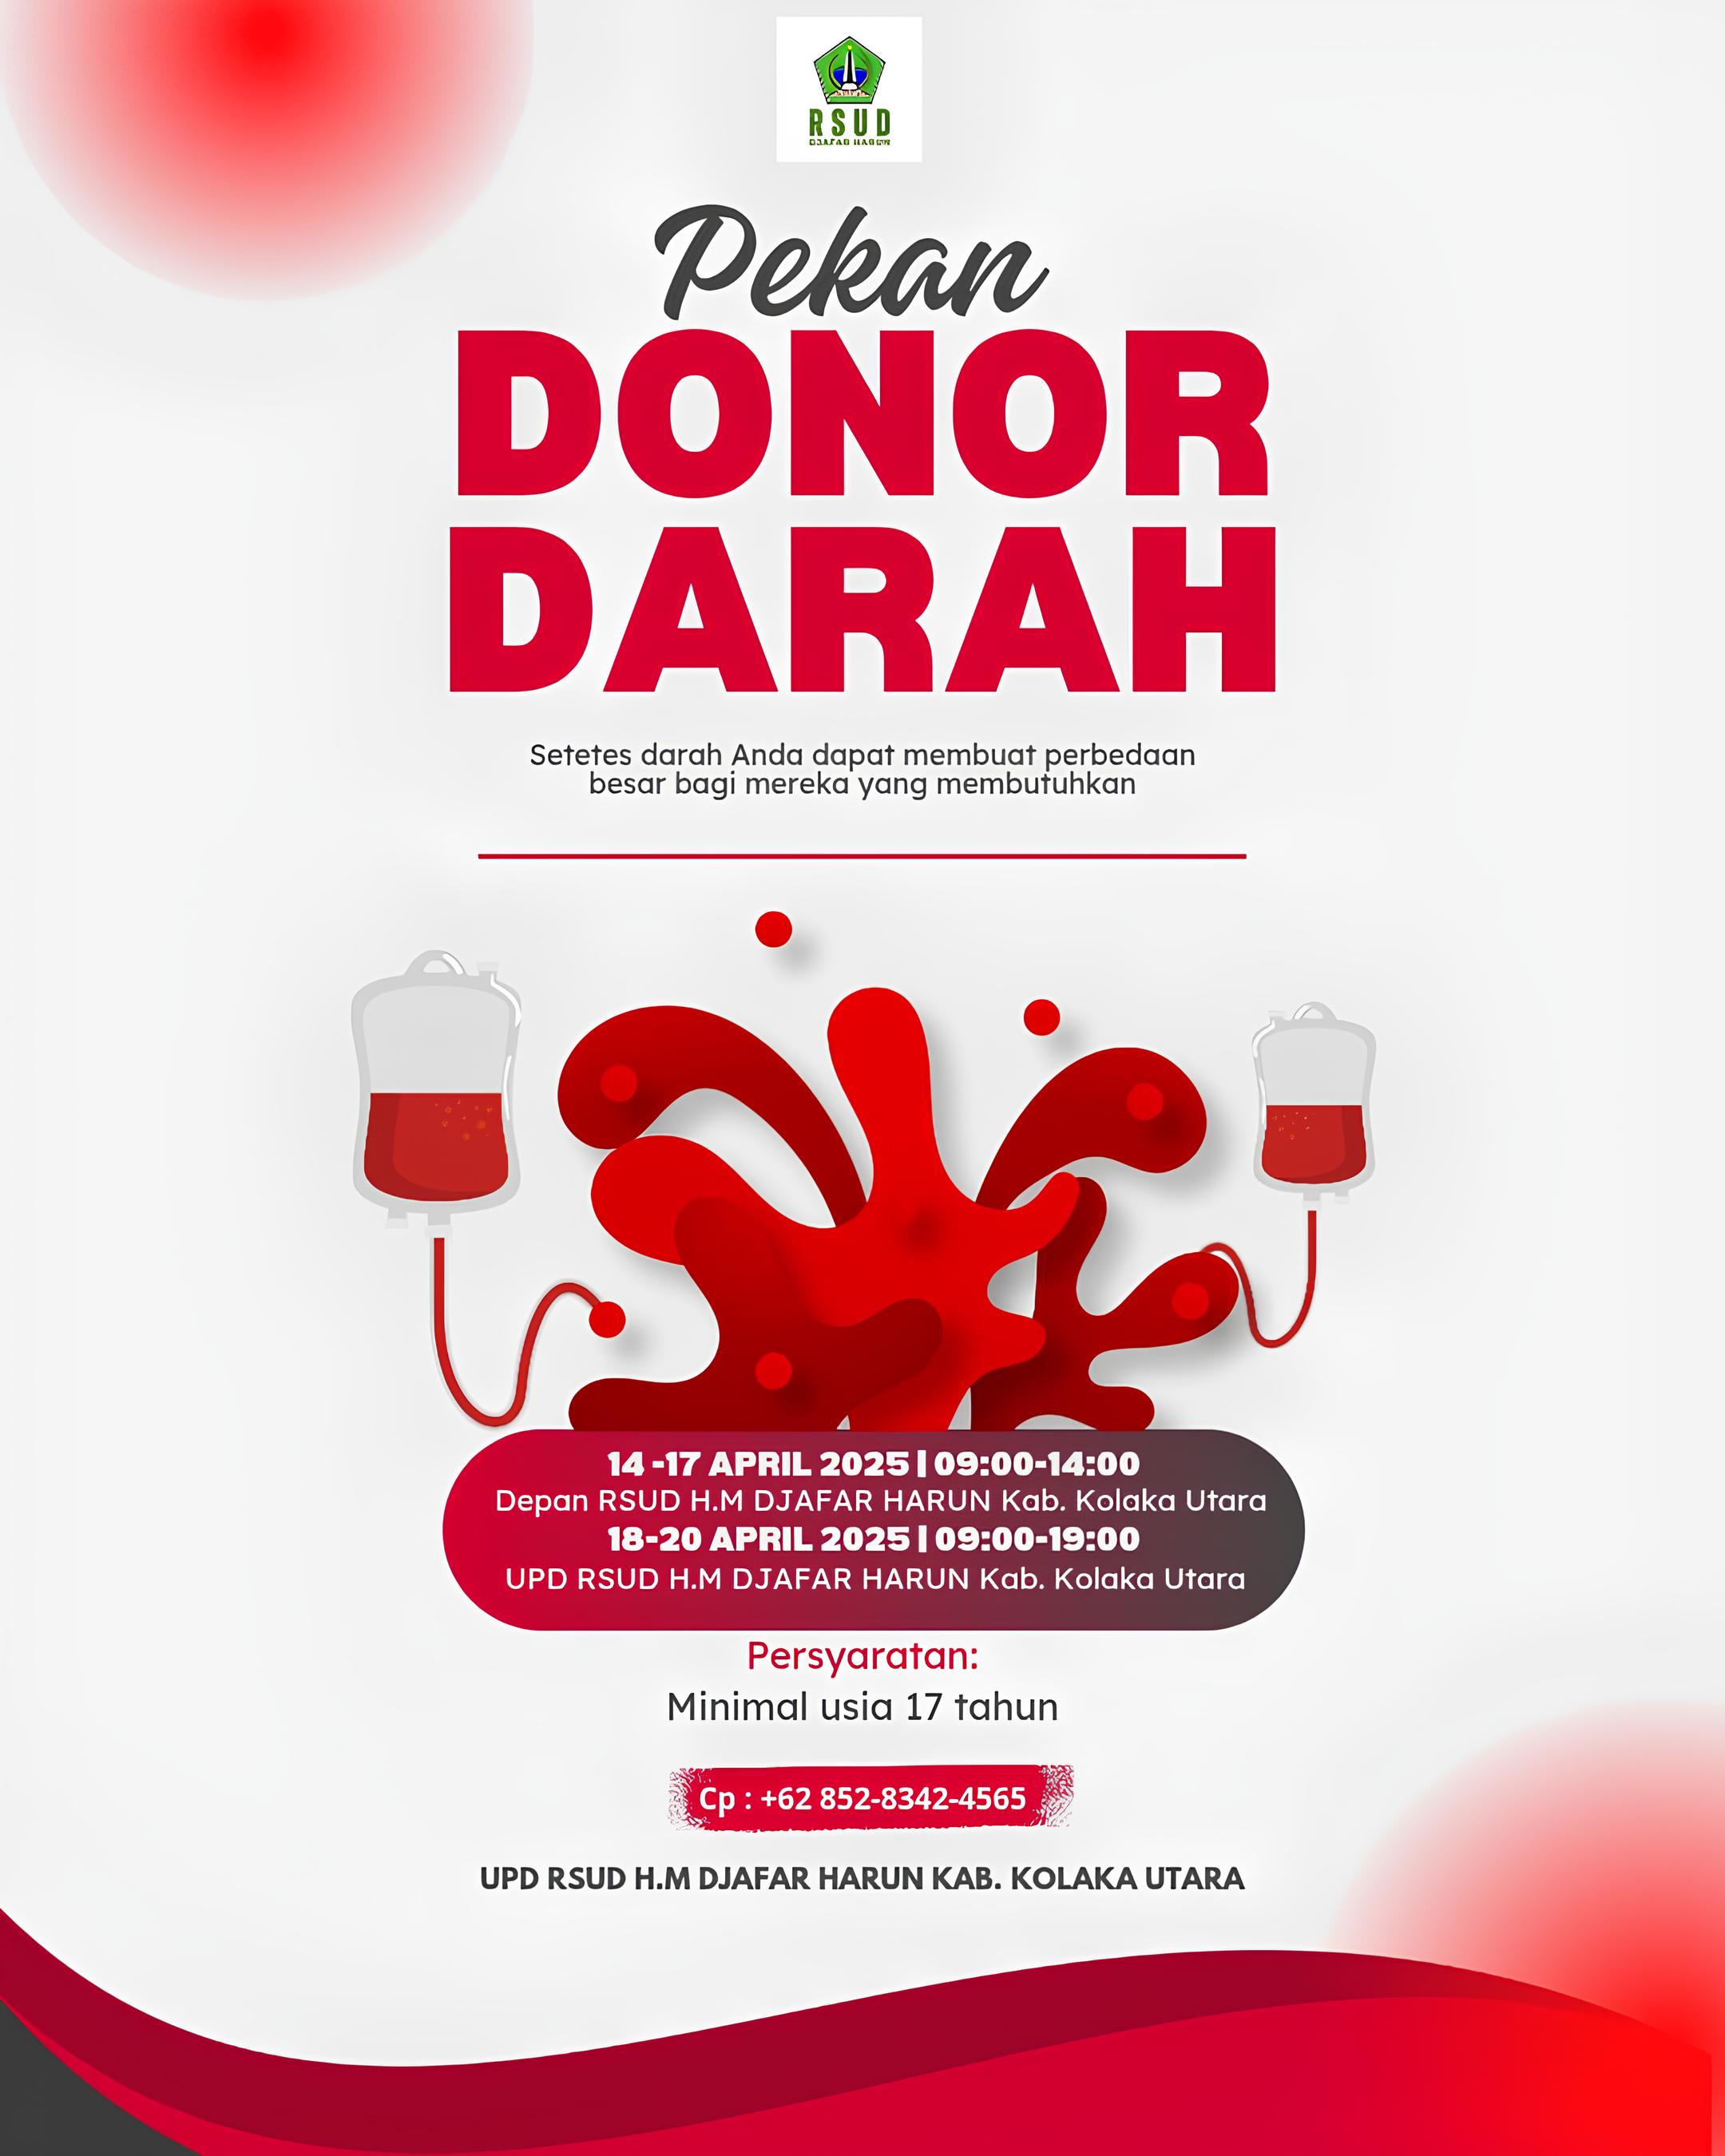 RSUD
DJAFAR HARUN
Pekan
DONOR
DARAH
Setetes darah Anda dapat membuat perbedaan
besar bagi mereka yang membutuhkan
14 -17 APRIL 2025 | 09:00-14:00
Depan RSUD H.M DJAFAR HARUN Kab. Kolaka Utara
18-20 APRIL 2025 | 09:00-19:00
UPD RSUD H.M DJAFAR HARUN Kab. Kolaka Utara
Persyaratan:
Minimal usia 17 tahun
Cp : +62 852-8342-4565
UPD RSUD H.M DJAFAR HARUN KAB. KOLAKA UTARA